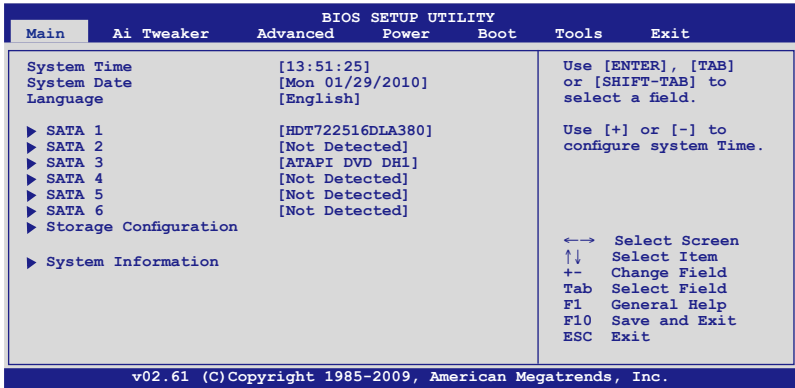 BIOS SETUP UTILITY
Main Ai Tweaker Advanced Power Boot Tools Exit
System Time [13:51:25]
System Date [Mon 01/29/2010]
Language [English]
SATA 1 [HDT722516DLA380]
SATA 2 [Not Detected]
SATA 3 [ATAPI DVD DH1]
SATA 4 [Not Detected]
SATA 5 [Not Detected]
SATA 6 [Not Detected]
Storage Configuration
System Information
Use [ENTER], [TAB]
or [SHIFT-TAB] to
select a field.
Use [+] or [-] to
configure system Time.
←→ Select Screen
↑↓ Select Item
+- Change Field
Tab Select Field
F1 General Help
F10 Save and Exit
ESC Exit
v02.61 (C)Copyright 1985-2009, American Megatrends, Inc.